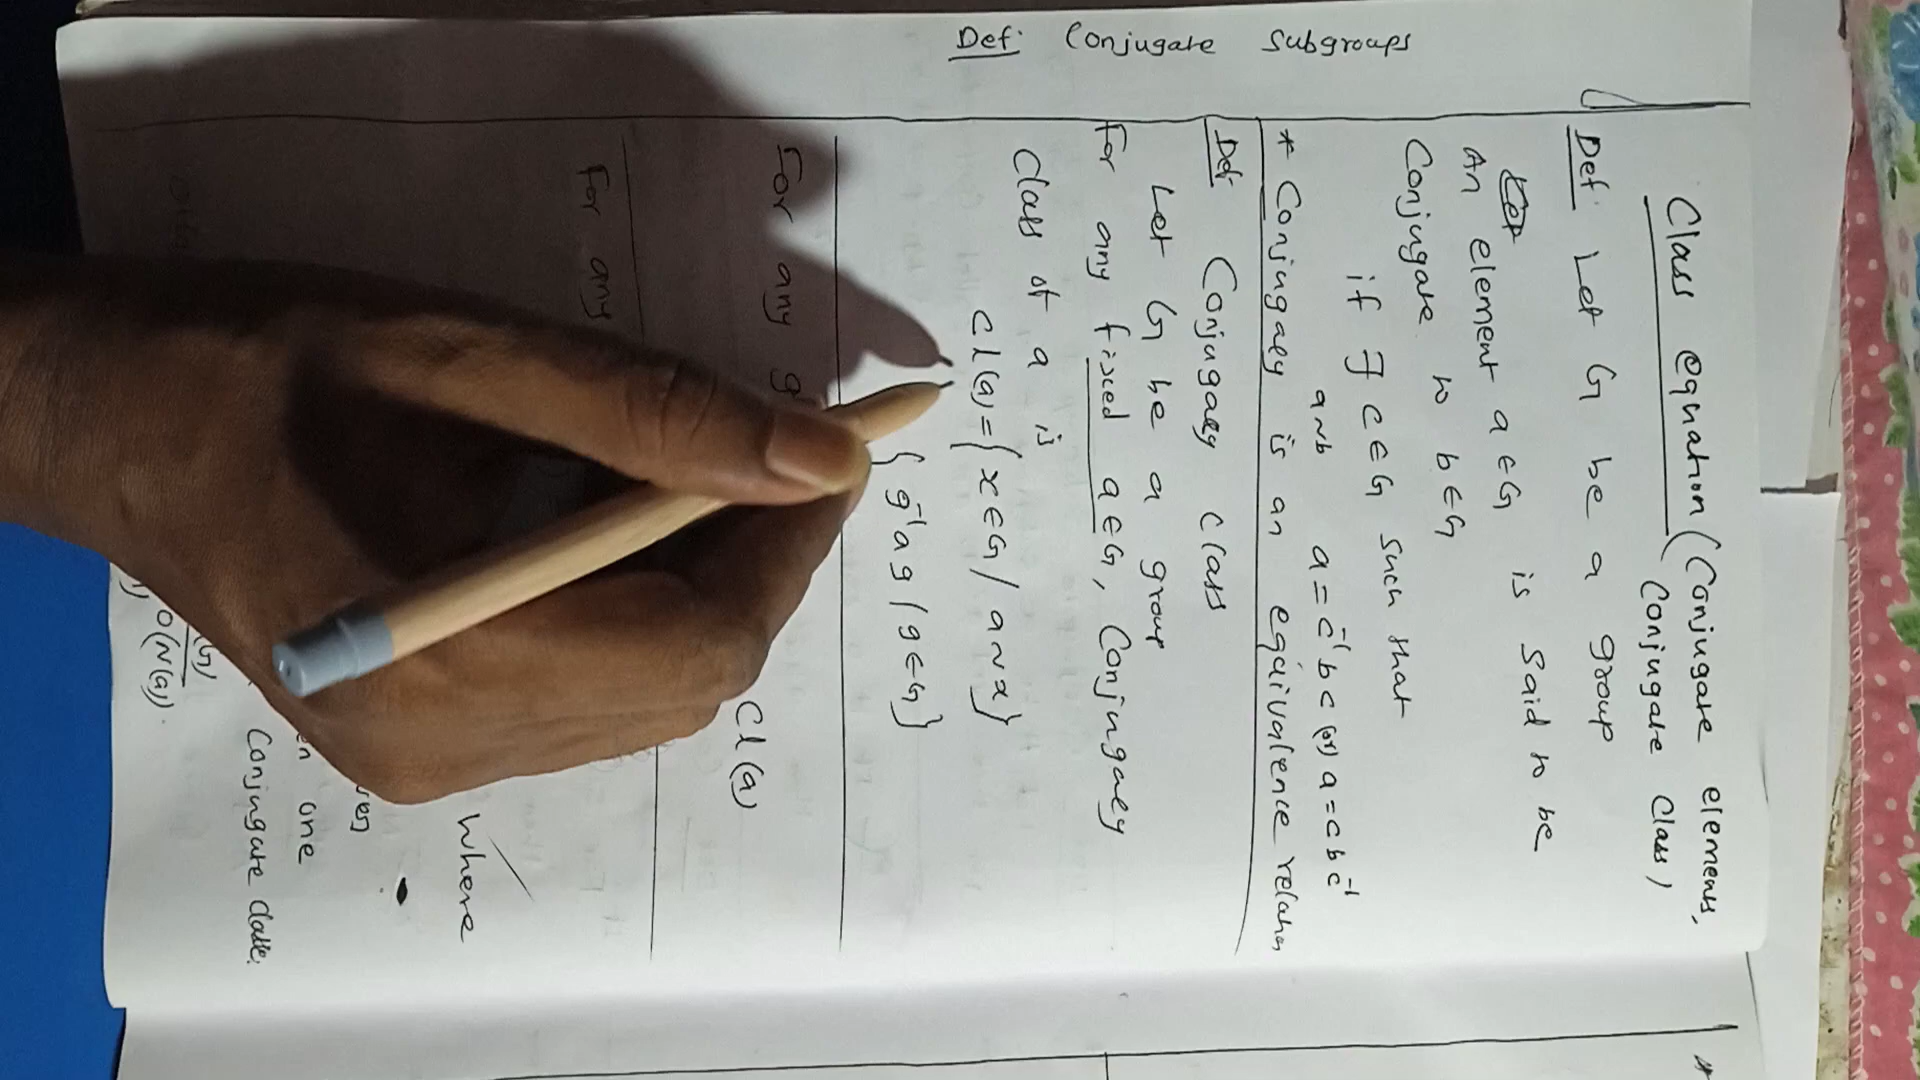 Def: Conjugate Subgroups
Class equation (Conjugate elements,
Conjugate Class)
Def: Let G be a group
An element a∈G is said to be
Conjugate to b∈G
if ∃ c∈G such that
a~b a = c⁻¹bc (or) a = cbc⁻¹
* Conjugacy is an equivalence relation
Def: Conjugacy class
Let G be a group
For any fixed a∈G, Conjugacy
Class of a is
Cl(a) = {x∈G / a~x}
{g⁻¹ag / g∈G}
For any g
Cl(a)
For any
Where
en one
Conjugate
(G)
O(N(a)).